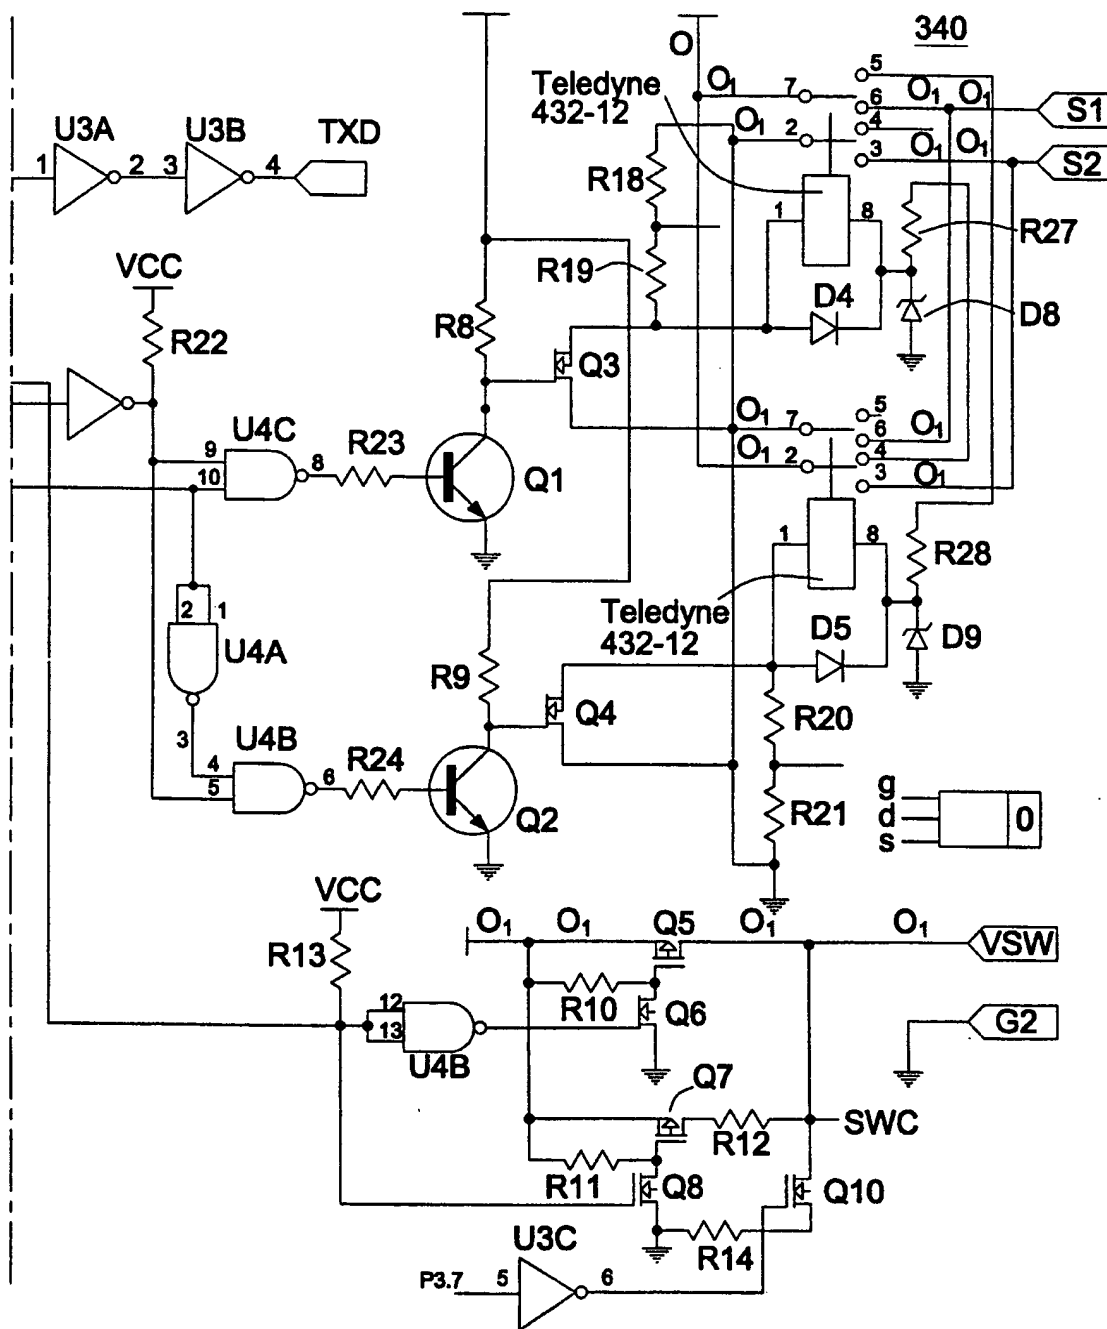 340
O
Teledyne
432-12
O₁ 7 5
6 O₁ O₁ S1
O₁ 2 4 O₁ O₁
3 S2
U3A U3B TXD
1 2 3 4
R18
1 8
R27
VCC
R19
R22
R8
D4
D8
Q3
U4C
R23
9
10 8
Q1
O₁ 7 5
6 O₁
O₁ 2 4
3 O₁
1 8
R28
2 1
U4A
Teledyne
432-12
D5
D9
R9
Q4
3
U4B
R24
4
5 6
Q2
R20
R21
g
d 0
s
VCC
R13
O₁ O₁ Q5 O₁ O₁
VSW
12
13
R10
Q6
U4B
G2
Q7
R12
SWC
R11
Q8
Q10
U3C
R14
P3.7 5 6